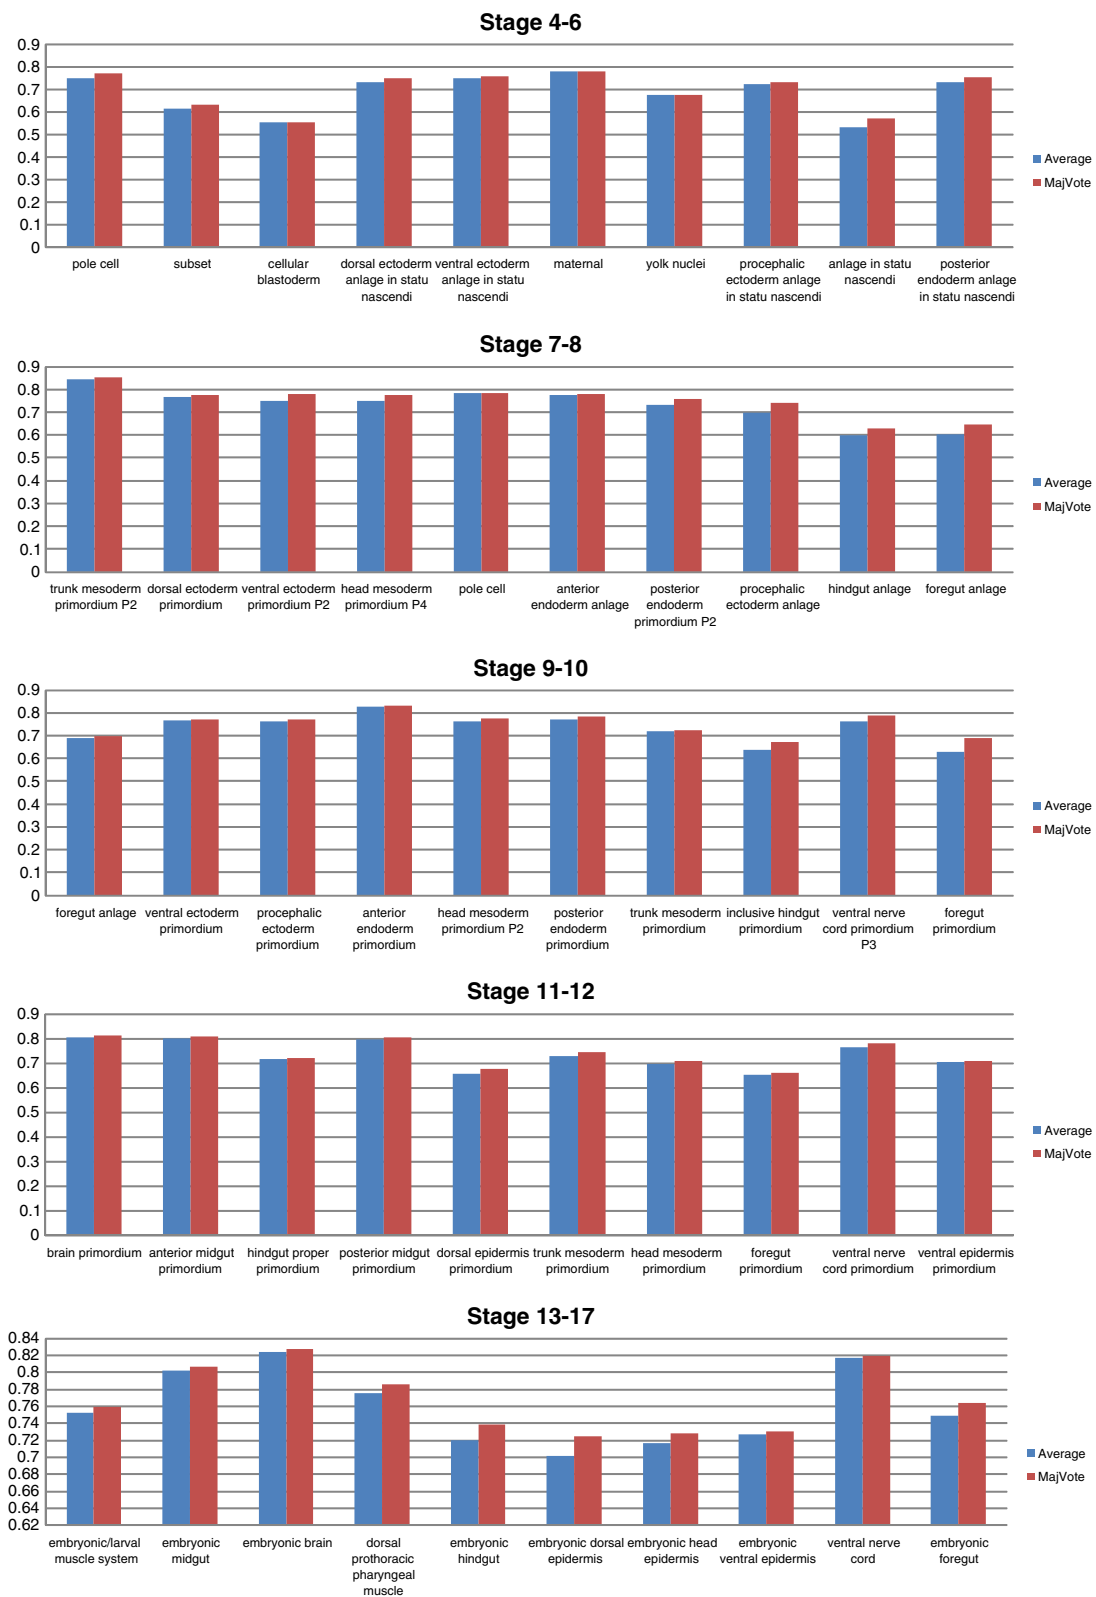 Stage 4-6
0.9
0.8
0.7
0.6
0.5
0.4
0.3
0.2
0.1
0
pole cell
subset
cellular
blastoderm
dorsal ectoderm
anlage in statu
nascendi
ventral ectoderm
anlage in statu
nascendi
maternal
yolk nuclei
procephalic
ectoderm anlage
in statu nascendi
anlage in statu
nascendi
posterior
endoderm anlage
in statu nascendi
Average
MajVote
Stage 7-8
0.9
0.8
0.7
0.6
0.5
0.4
0.3
0.2
0.1
0
trunk mesoderm
primordium P2
dorsal ectoderm
primordium
ventral ectoderm
primordium P2
head mesoderm
primordium P4
pole cell
anterior
endoderm anlage
posterior
endoderm
primordium P2
procephalic
ectoderm anlage
hindgut anlage
foregut anlage
Average
MajVote
Stage 9-10
0.9
0.8
0.7
0.6
0.5
0.4
0.3
0.2
0.1
0
foregut anlage
ventral ectoderm
primordium
procephalic
ectoderm
primordium
anterior
endoderm
primordium
head mesoderm
primordium P2
posterior
endoderm
primordium
trunk mesoderm
primordium
inclusive hindgut
primordium
ventral nerve
cord primordium
P3
foregut
primordium
Average
MajVote
Stage 11-12
0.9
0.8
0.7
0.6
0.5
0.4
0.3
0.2
0.1
0
brain primordium
anterior midgut
primordium
hindgut proper
primordium
posterior midgut
primordium
dorsal epidermis
primordium
trunk mesoderm
primordium
head mesoderm
primordium
foregut
primordium
ventral nerve
cord primordium
ventral epidermis
primordium
Average
MajVote
Stage 13-17
0.84
0.82
0.8
0.78
0.76
0.74
0.72
0.7
0.68
0.66
0.64
0.62
embryonic/larval
muscle system
embryonic
midgut
embryonic brain
dorsal
prothoracic
pharyngeal
muscle
embryonic
hindgut
embryonic dorsal
epidermis
embryonic head
epidermis
embryonic
ventral epidermis
ventral nerve
cord
embryonic
foregut
Average
MajVote